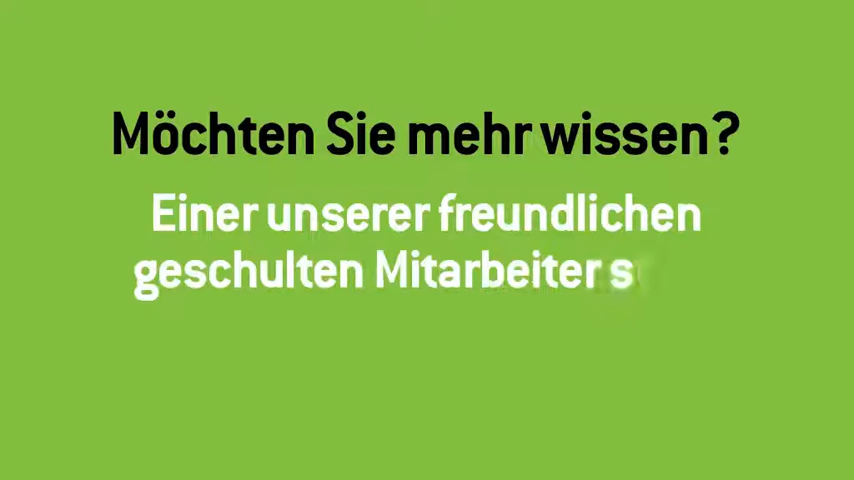 Möchten Sie mehr wissen?
Einer unserer freundlichen
geschulten Mitarbeiter